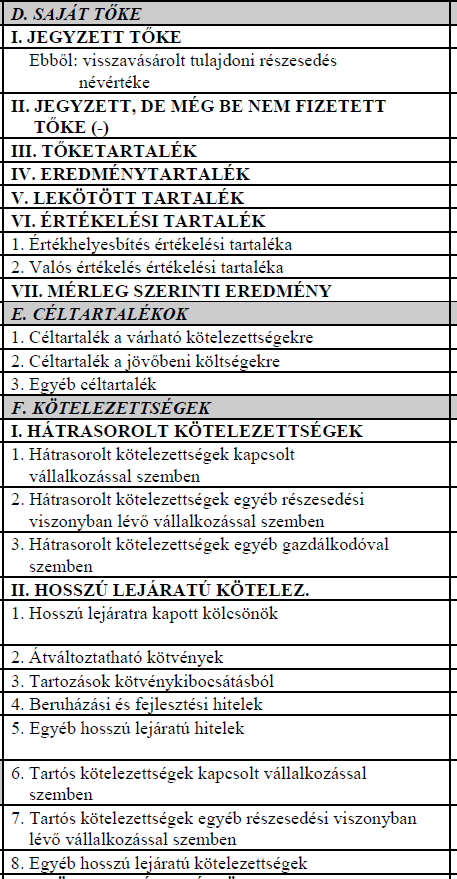 D. SAJÁT TŐKE
I. JEGYZETT TŐKE
Ebből: visszavásárolt tulajdoni részesedés
névértéke
II. JEGYZETT, DE MÉG BE NEM FIZETETT
TŐKE (-)
III. TŐKETARTALÉK
IV. EREDMÉNYTARTALÉK
V. LEKÖTÖTT TARTALÉK
VI. ÉRTÉKELÉSI TARTALÉK
1. Értékhelyesbítés értékelési tartaléka
2. Valós értékelés értékelési tartaléka
VII. MÉRLEG SZERINTI EREDMÉNY
E. CÉLTARTALÉKOK
1. Céltartalék a várható kötelezettségekre
2. Céltartalék a jövőbeni költségekre
3. Egyéb céltartalék
F. KÖTELEZETTSÉGEK
I. HÁTRASOROLT KÖTELEZETTSÉGEK
1. Hátrasorolt kötelezettségek kapcsolt
vállalkozással szemben
2. Hátrasorolt kötelezettségek egyéb részesedési
viszonyban lévő vállalkozással szemben
3. Hátrasorolt kötelezettségek egyéb gazdálkodóval
szemben
II. HOSSZÚ LEJÁRATÚ KÖTELEZ.
1. Hosszú lejáratra kapott kölcsönök
2. Átváltoztatható kötvények
3. Tartozások kötvénykibocsátásból
4. Beruházási és fejlesztési hitelek
5. Egyéb hosszú lejáratú hitelek
6. Tartós kötelezettségek kapcsolt vállalkozással
szemben
7. Tartós kötelezettségek egyéb részesedési viszonyban
lévő vállalkozással szemben
8. Egyéb hosszú lejáratú kötelezettségek